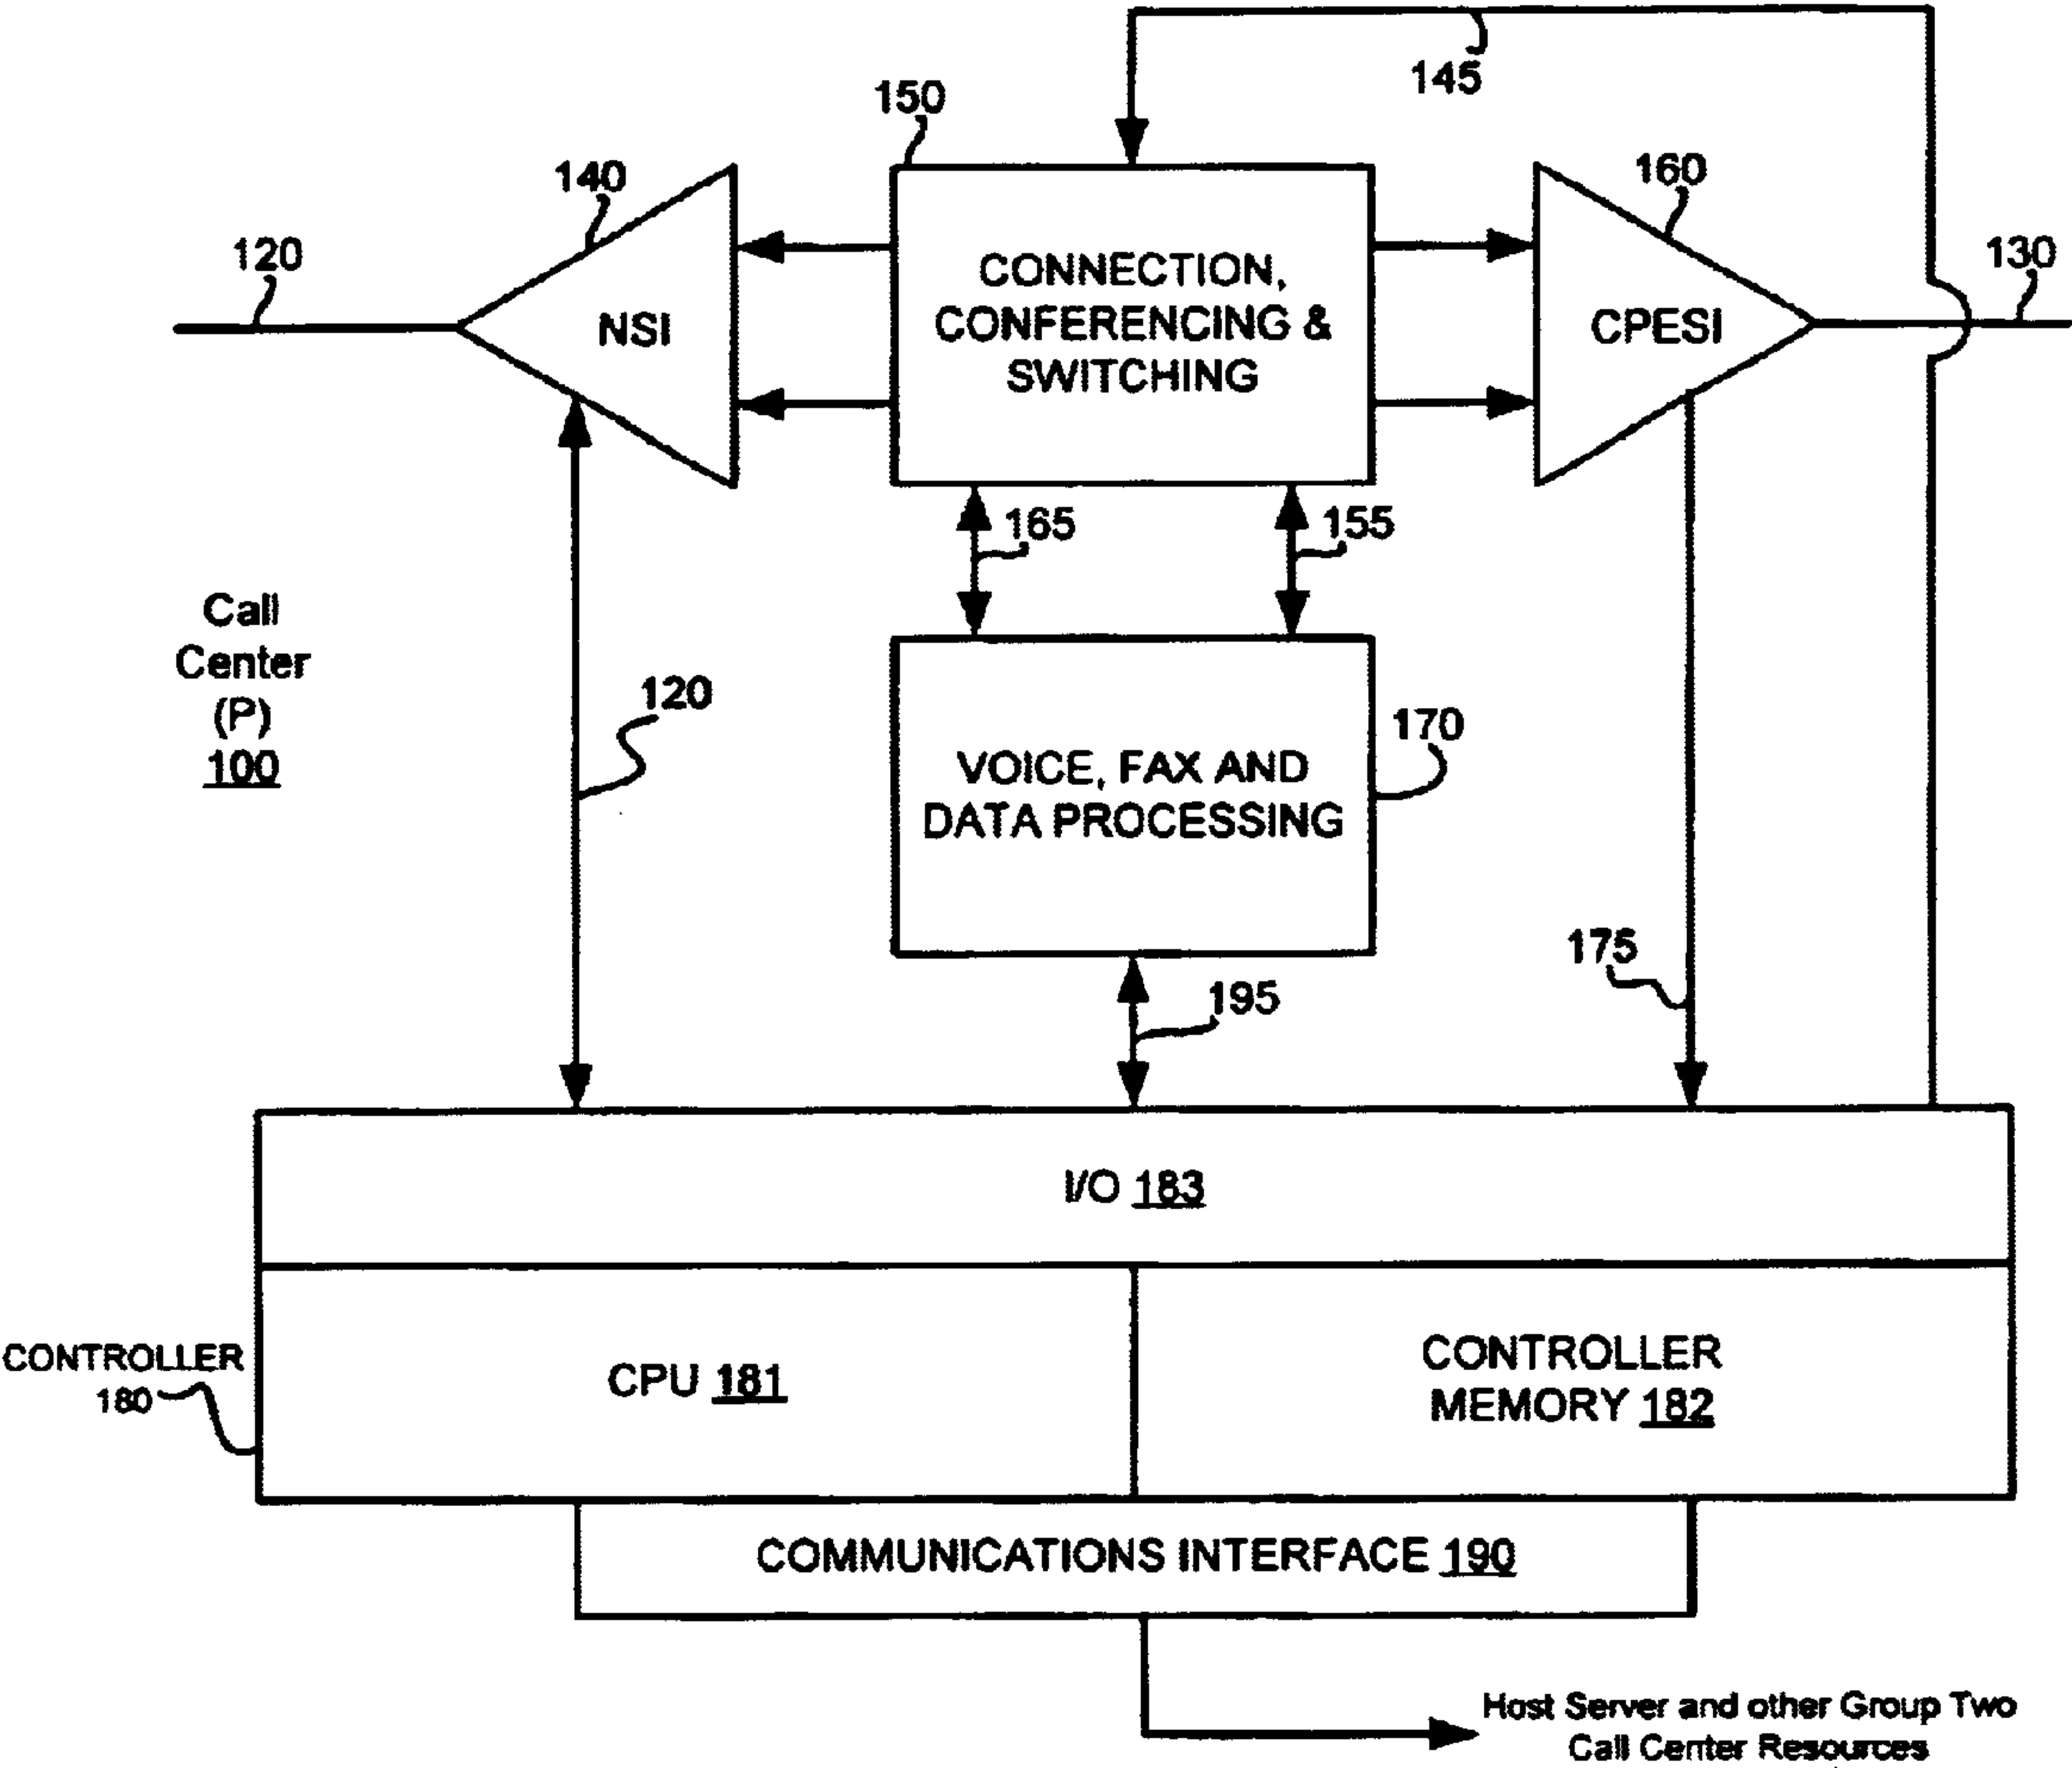 145
150
140
160
120
130
CONNECTION,
CONFERENCING &
SWITCHING
NSI
CPESI
165
155
Call
Center
(P)
100
120
170
VOICE, FAX AND
DATA PROCESSING
175
195
I/O 183
CONTROLLER
180
CPU 181
CONTROLLER
MEMORY 182
COMMUNICATIONS INTERFACE 190
Host Server and other Group Two
Call Center Resources